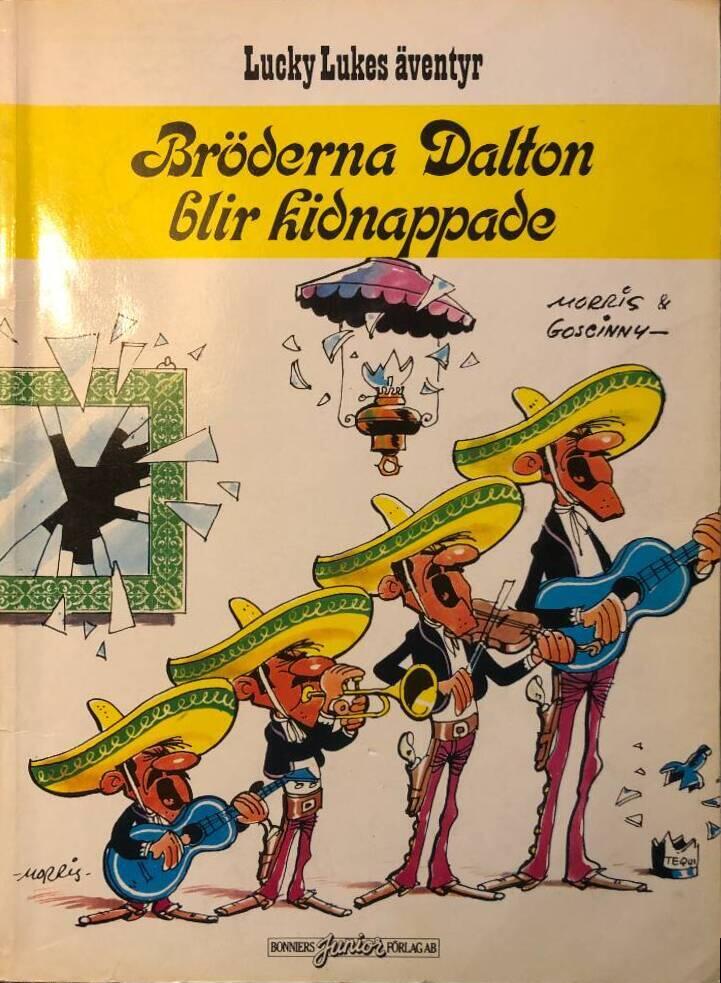 Lucky Lukes äventyr
Bröderna Dalton
blir kidnappade
MORRIS &
GOSCINNY
TEQUI
-MORRIS-
BONNIERS Junior FÖRLAG AB